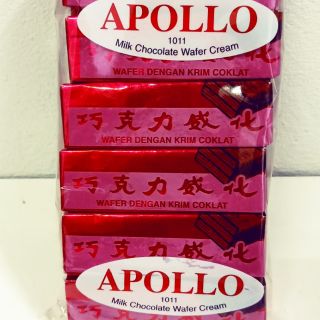 APOLLO
1011
Milk Chocolate Wafer Cream
WAFER DENGAN KRIM COKLAT
巧克力威化
WAFER DENGAN KRIM COKLAT
巧克力威化
WAFER DENGAN KRIM COKLAT
巧克力威化
APOLLO
1011
Milk Chocolate Wafer Cream